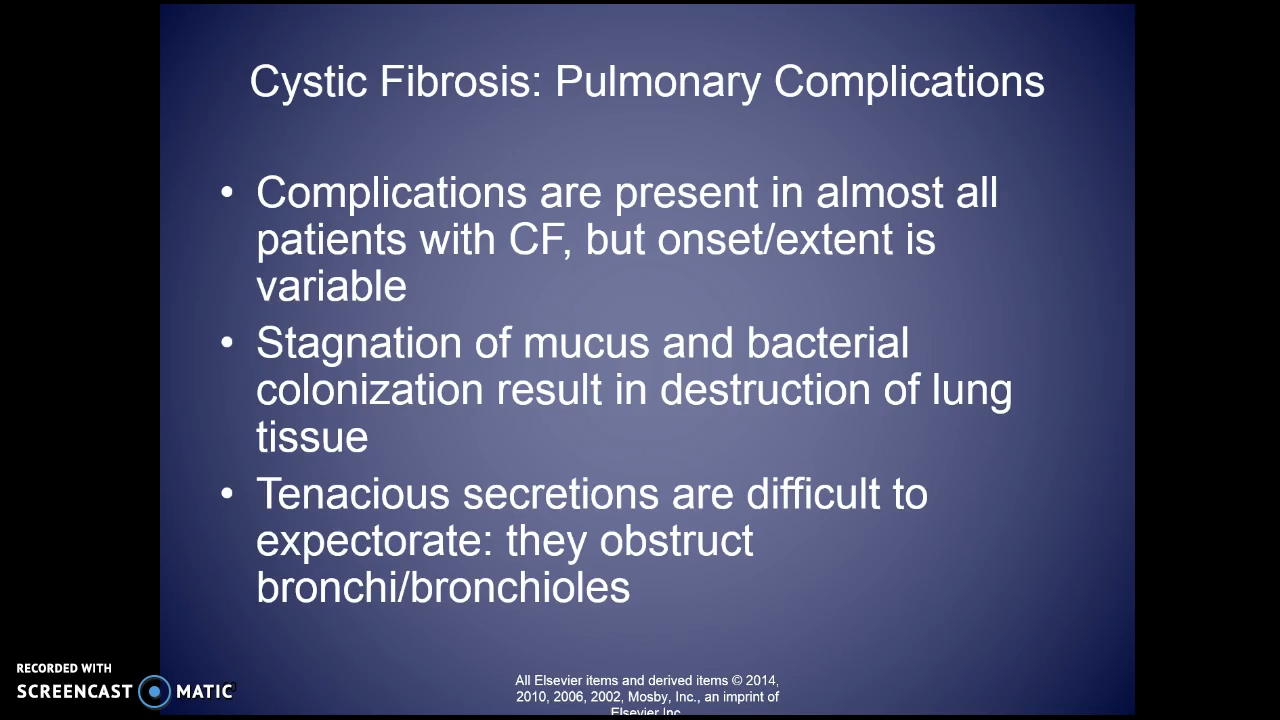 Cystic Fibrosis: Pulmonary Complications
• Complications are present in almost all
patients with CF, but onset/extent is
variable
• Stagnation of mucus and bacterial
colonization result in destruction of lung
tissue
• Tenacious secretions are difficult to
expectorate: they obstruct
bronchi/bronchioles
All Elsevier items and derived items © 2014,
2010, 2006, 2002, Mosby, Inc., an imprint of
Elsevier Inc.
RECORDED WITH
SCREENCAST MATIC